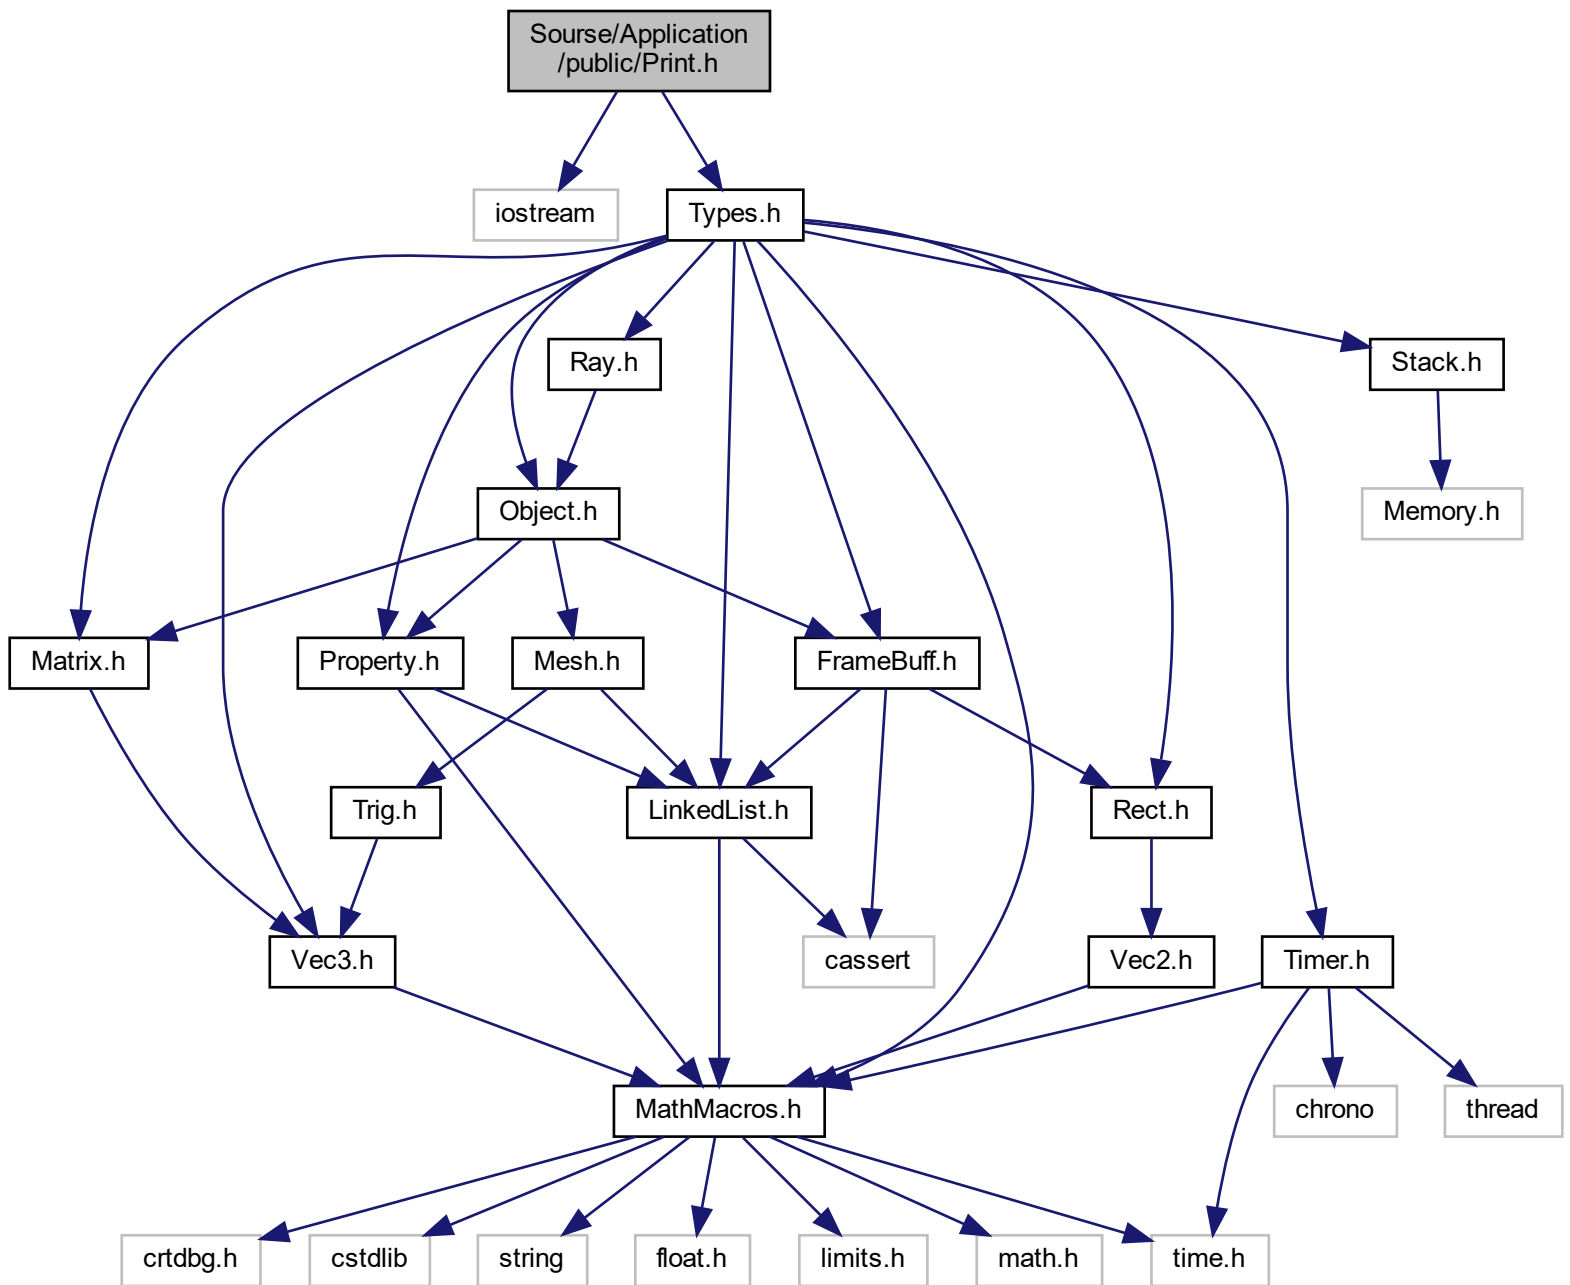 Sourse/Application
/public/Print.h
iostream
Types.h
Ray.h
Stack.h
Object.h
Memory.h
Matrix.h
Property.h
Mesh.h
FrameBuff.h
Trig.h
LinkedList.h
Rect.h
Vec3.h
cassert
Vec2.h
Timer.h
MathMacros.h
chrono
thread
crtdbg.h
cstdlib
string
float.h
limits.h
math.h
time.h